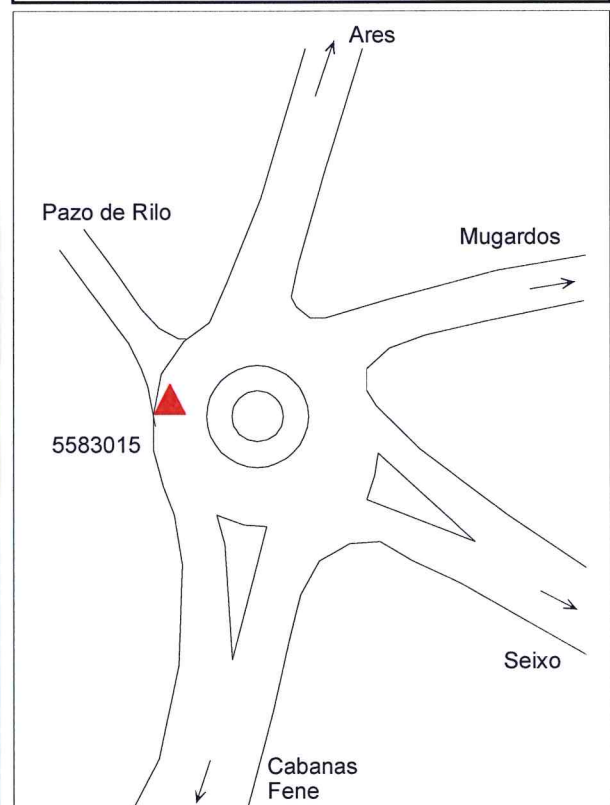 Ares
Pazo de Rilo
Mugardos
5583015
Seixo
Cabanas
Fene